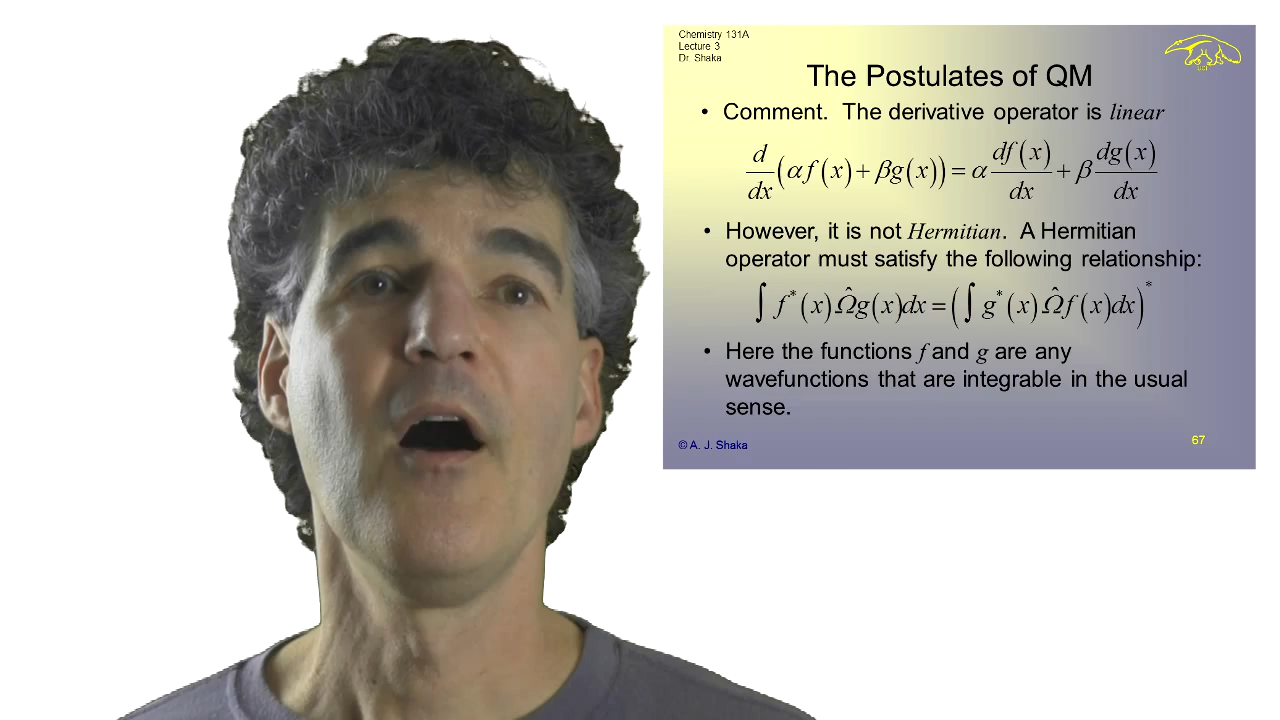 Chemistry 131A
Lecture 3
Dr. Shaka
The Postulates of QM
• Comment. The derivative operator is linear
d/dx (αf(x) + βg(x)) = α df(x)/dx + β dg(x)/dx
• However, it is not Hermitian. A Hermitian
operator must satisfy the following relationship:
∫ f*(x) Ω̂g(x)dx = (∫ g*(x) Ω̂f(x)dx)*
• Here the functions f and g are any
wavefunctions that are integrable in the usual
sense.
© A. J. Shaka
67
UCI